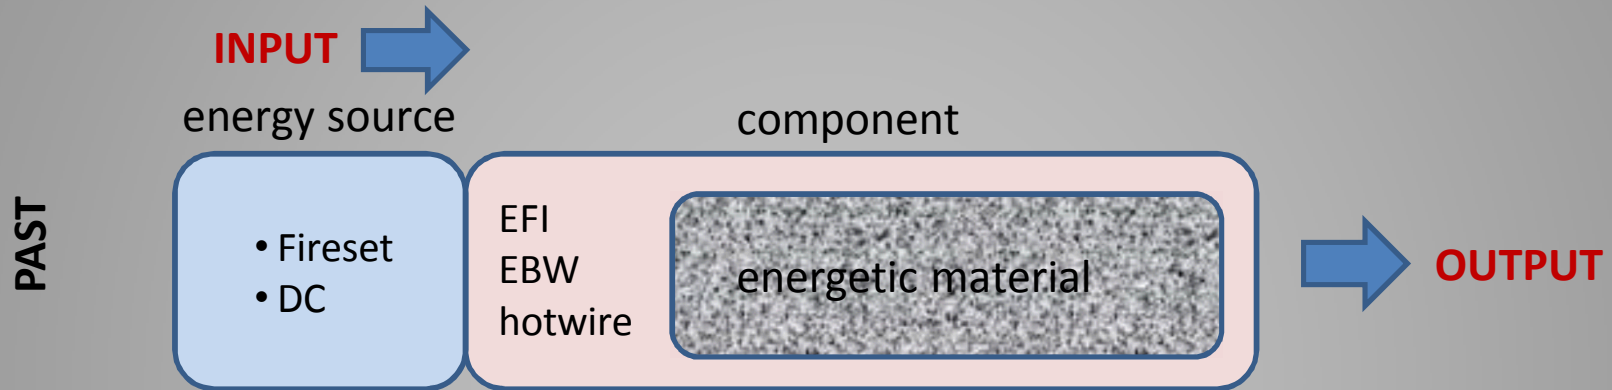 INPUT
energy source
component
PAST
• Fireset
• DC
EFI
EBW
hotwire
energetic material
OUTPUT